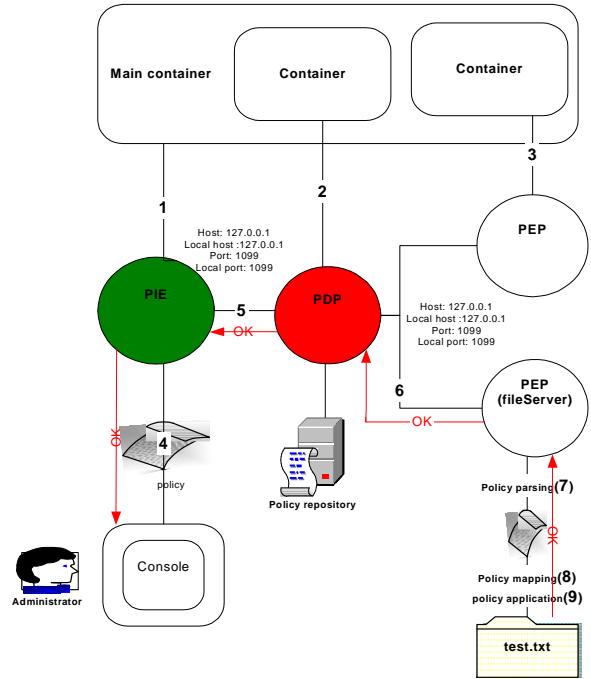 Main container
Container
Container
3
2
1
Host: 127.0.0.1
Local host :127.0.0.1
Port: 1099
Local port: 1099
PEP
PIE
5
PDP
OK
Host: 127.0.0.1
Local host :127.0.0.1
Port: 1099
Local port: 1099
6
PEP
(fileServer)
OK
OK
4
policy
Policy repository
Policy parsing(7)
OK
Console
Administrator
Policy mapping(8)
policy application(9)
test.txt